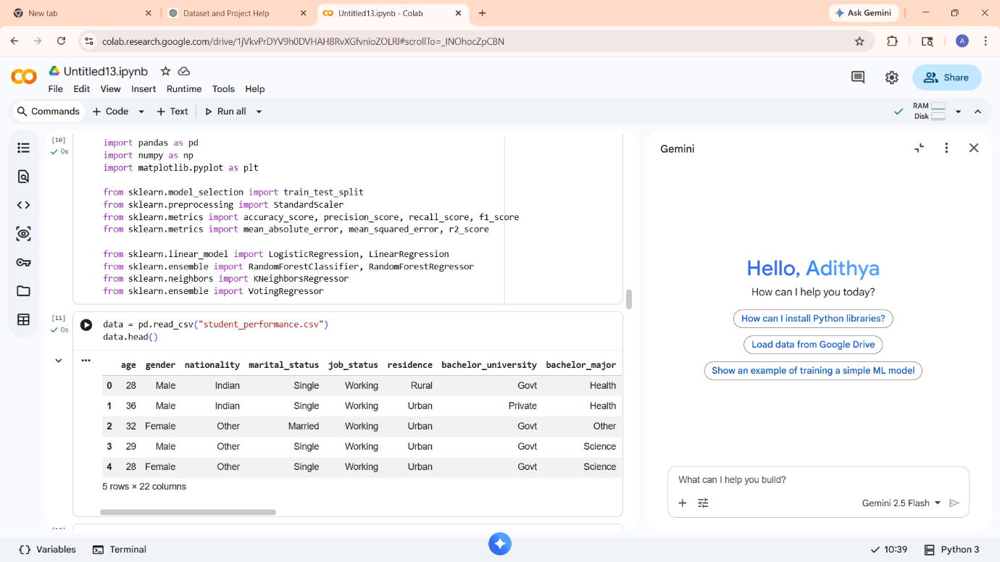 New tab
Dataset and Project Help
Untitled13.ipynb - Colab
Ask Gemini
colab.research.google.com/drive/1jVkvPrDYV9h0DVHAHBRvXGfvnioZOLRl#scrollTo=_INOhocZpCBN
A
Untitled13.ipynb
File Edit View Insert Runtime Tools Help
Share
Commands + Code + Text Run all
RAM
Disk
[10]
0s
import pandas as pd
import numpy as np
import matplotlib.pyplot as plt
from sklearn.model_selection import train_test_split
from sklearn.preprocessing import StandardScaler
from sklearn.metrics import accuracy_score, precision_score, recall_score, f1_score
from sklearn.metrics import mean_absolute_error, mean_squared_error, r2_score
from sklearn.linear_model import LogisticRegression, LinearRegression
from sklearn.ensemble import RandomForestClassifier, RandomForestRegressor
from sklearn.neighbors import KNeighborsRegressor
from sklearn.ensemble import VotingRegressor
[11]
0s
data = pd.read_csv("student_performance.csv")
data.head()
age gender nationality marital_status job_status residence bachelor_university bachelor_major
0 28 Male Indian Single Working Rural Govt Health
1 36 Male Indian Single Working Urban Private Health
2 32 Female Other Married Working Urban Govt Other
3 29 Male Other Single Working Urban Govt Science
4 28 Female Other Single Working Urban Govt Science
5 rows × 22 columns
Gemini
Hello, Adithya
How can I help you today?
How can I install Python libraries?
Load data from Google Drive
Show an example of training a simple ML model
What can I help you build?
Gemini 2.5 Flash
Variables
Terminal
10:39
Python 3